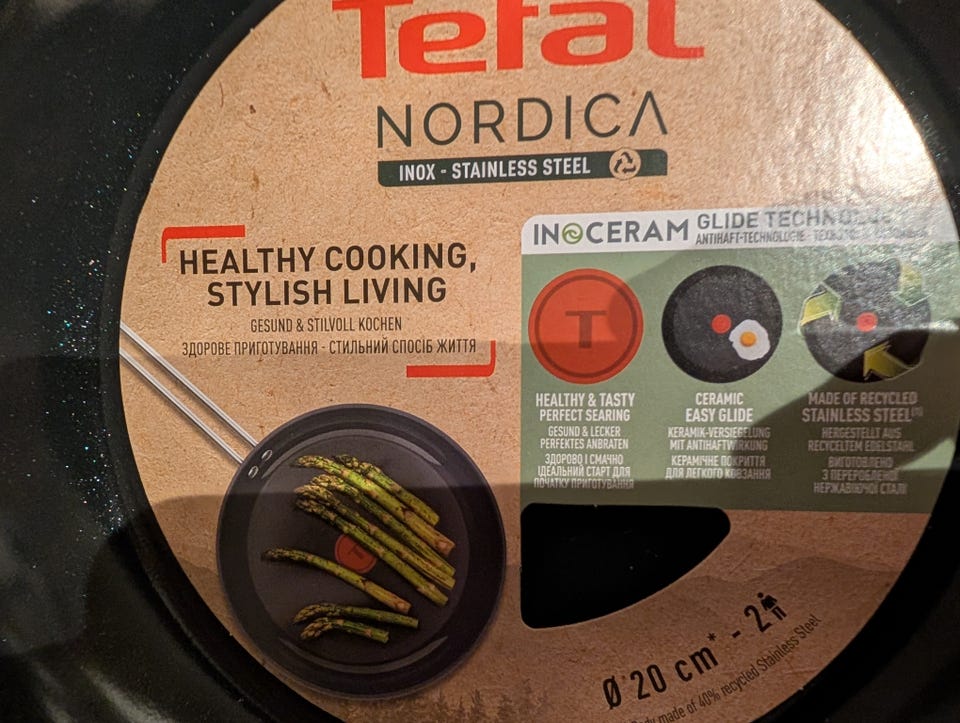 Tefal
NORDICA
INOX - STAINLESS STEEL
HEALTHY COOKING,
STYLISH LIVING
GESUND & STILVOLL KOCHEN
ЗДОРОВЕ ПРИГОТУВАННЯ - СТИЛЬНИЙ СПОСІБ ЖИТТЯ
INOCERAM GLIDE TECHNOLOGY
ANTIHAFT-TECHNOLOGIE
T
HEALTHY & TASTY
PERFECT SEARING
GESUND & LECKER
PERFEKTES ANBRATEN
ЗДОРОВО І СМАЧНО
ІДЕАЛЬНИЙ СТАРТ ДЛЯ
ПОЧАТКУ ПРИГОТУВАННЯ
CERAMIC
EASY GLIDE
KERAMIK-VERSIEGELUNG
MIT ANTIHAFTWIRKUNG
КЕРАМІЧНЕ ПОКРИТТЯ
ДЛЯ ЛЕГКОГО КОВЗАННЯ
MADE OF RECYCLED
STAINLESS STEEL(1)
HERGESTELLT AUS
RECYCELTEM EDELSTAHL
ВИГОТОВЛЕНО
З ПЕРЕРОБЛЕНОЇ
НЕРЖАВІЮЧОЇ СТАЛІ
Ø 20 cm* - 2
made of 40% recycled Stainless Steel